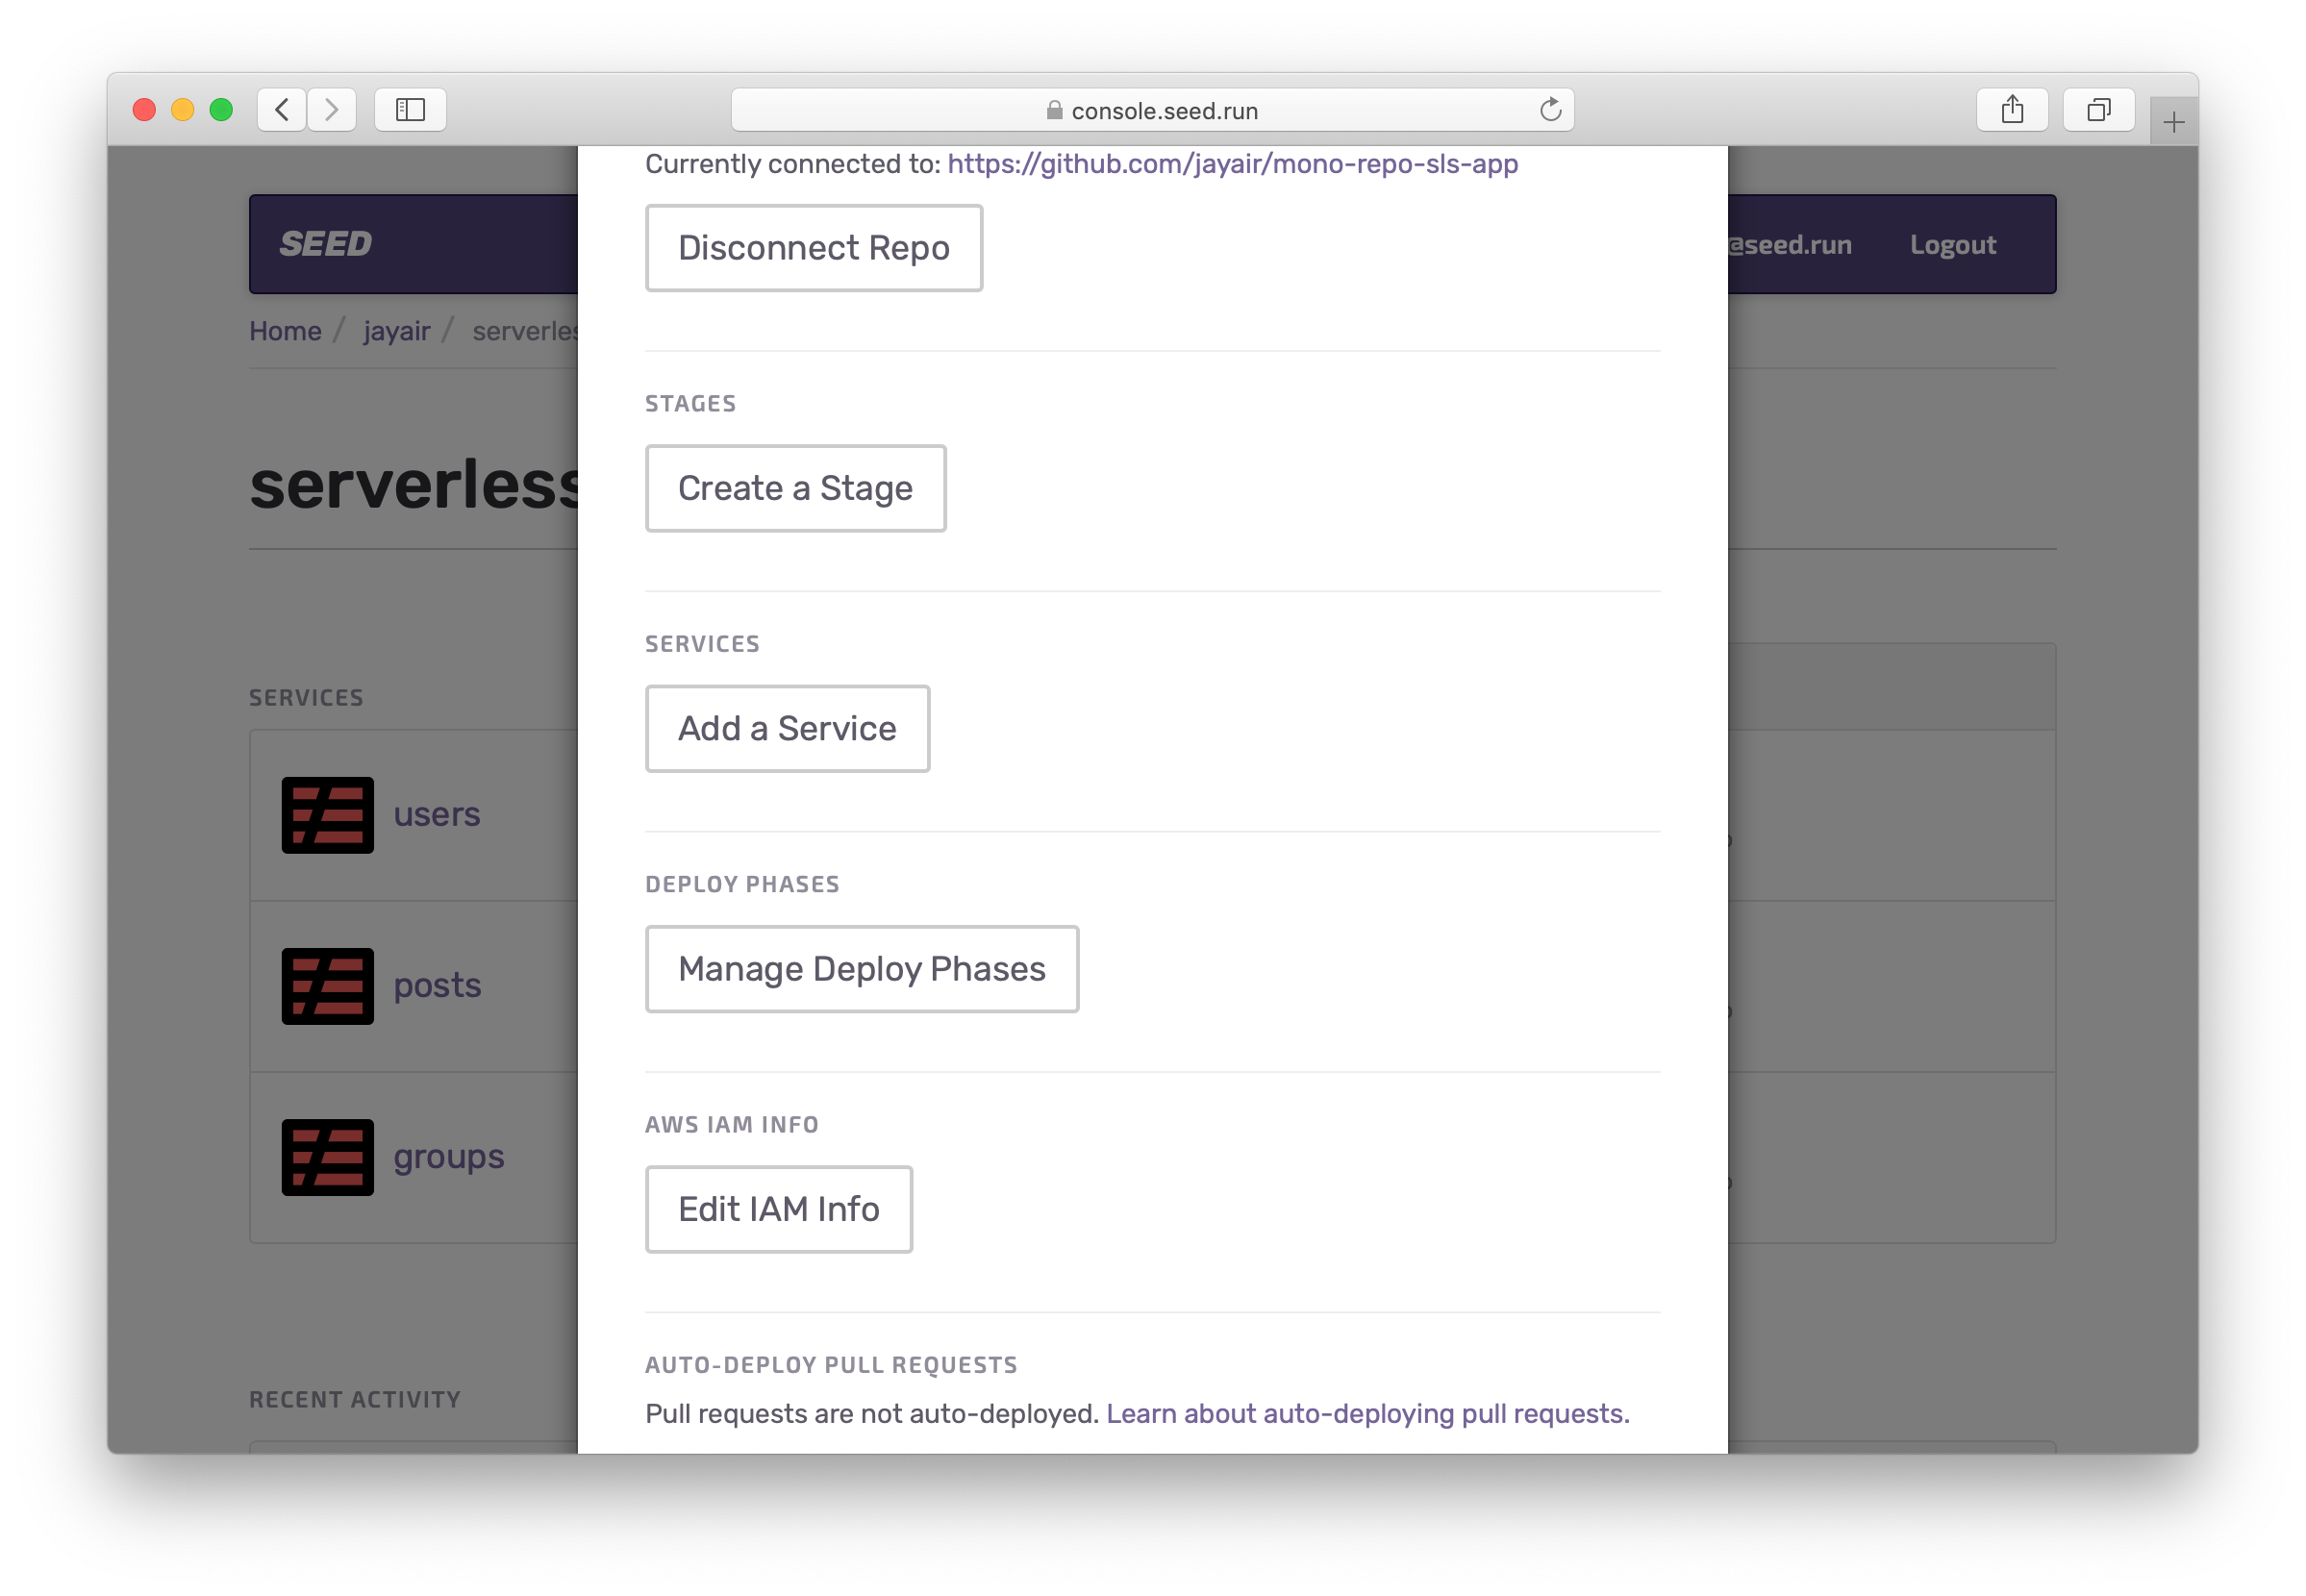 console.seed.run
Currently connected to: https://github.com/jayair/mono-repo-sls-app
SEED
Disconnect Repo
@seed.run
Logout
Home / jayair /
STAGES
Create a Stage
serverless
SERVICES
Add a Service
SERVICES
users
DEPLOY PHASES
Manage Deploy Phases
posts
AWS IAM INFO
Edit IAM Info
groups
AUTO-DEPLOY PULL REQUESTS
Pull requests are not auto-deployed. Learn about auto-deploying pull requests.
RECENT ACTIVITY